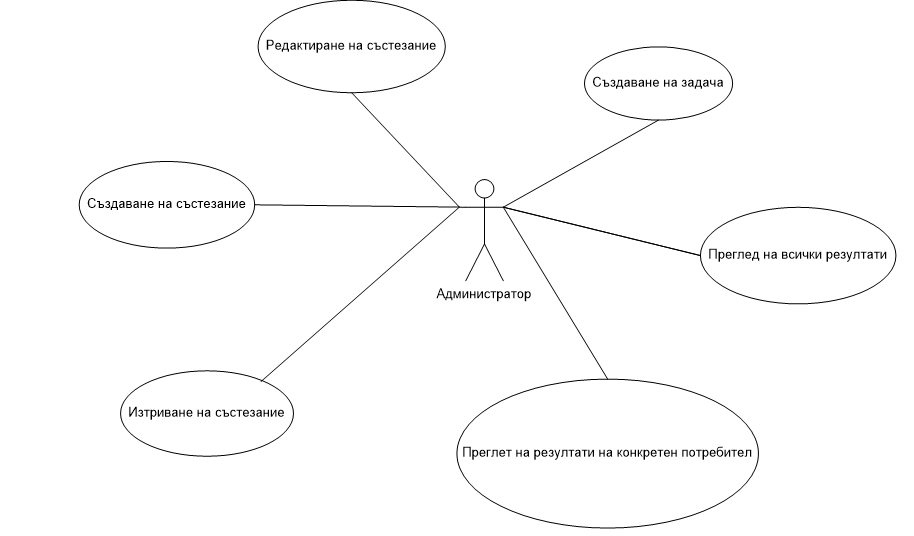 Редактиране на състезание
Създаване на задача
Създаване на състезание
Преглед на всички резултати
Администратор
Изтриване на състезание
Преглет на резултати на конкретен потребител